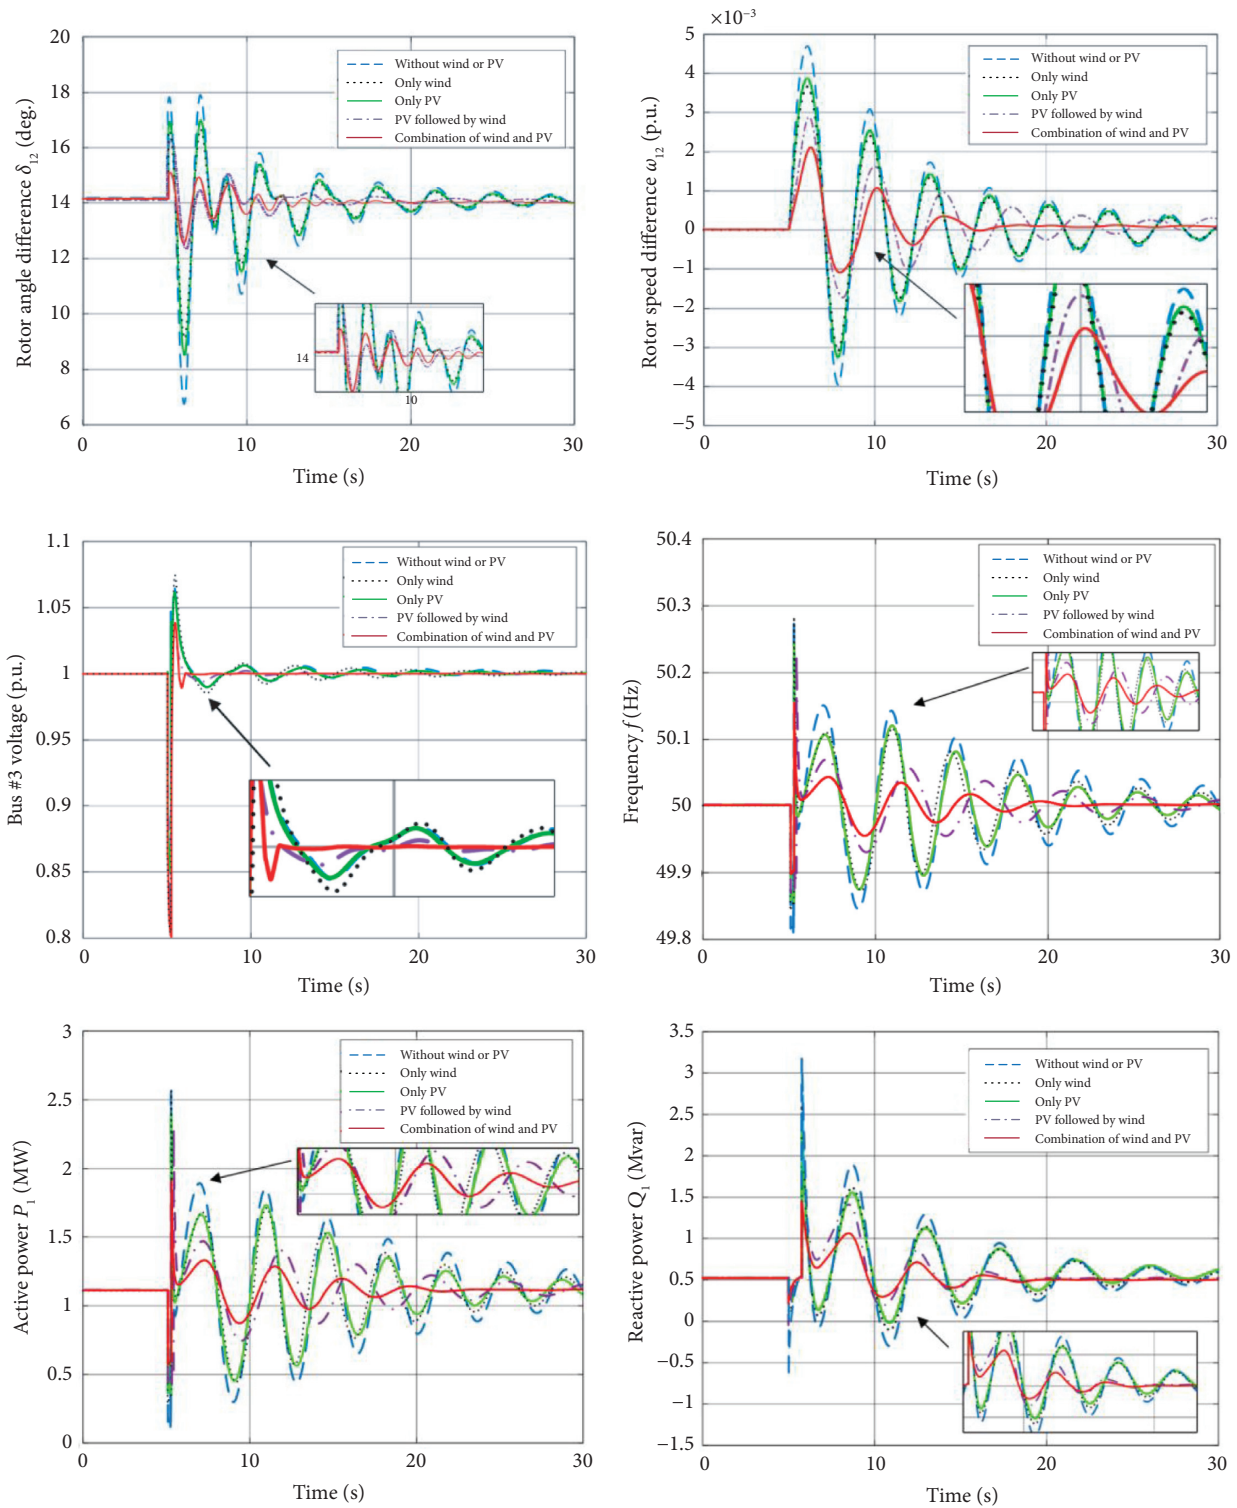 20
18
16
14
12
10
8
6
Rotor angle difference δ12 (deg.)
Without wind or PV
Only wind
Only PV
PV followed by wind
Combination of wind and PV
14
10
0
10
20
30
Time (s)
×10−3
5
4
3
2
1
0
−1
−2
−3
−4
−5
Rotor speed difference ω12 (p.u.)
Without wind or PV
Only wind
Only PV
PV followed by wind
Combination of wind and PV
0
10
20
30
Time (s)
1.1
1.05
1
0.95
0.9
0.85
0.8
Bus #3 voltage (p.u.)
Without wind or PV
Only wind
Only PV
PV followed by wind
Combination of wind and PV
0
10
20
30
Time (s)
50.4
50.3
50.2
50.1
50
49.9
49.8
Frequency f (Hz)
Without wind or PV
Only wind
Only PV
PV followed by wind
Combination of wind and PV
0
10
20
30
Time (s)
3
2.5
2
1.5
1
0.5
0
Active power P1 (MW)
Without wind or PV
Only wind
Only PV
PV followed by wind
Combination of wind and PV
0
10
20
30
Time (s)
3.5
3
2.5
2
1.5
1
0.5
0
−0.5
−1
−1.5
Reactive power Q1 (Mvar)
Without wind or PV
Only wind
Only PV
PV followed by wind
Combination of wind and PV
0
10
20
30
Time (s)